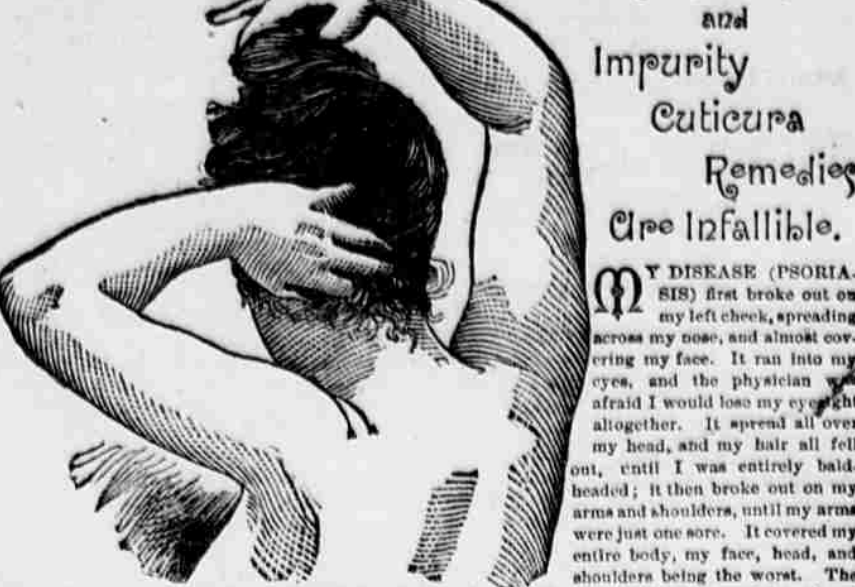 and
Impurity
Cuticura
Remedies
Are Infallible.
MY DISEASE (PSORIA-
SIS) first broke out on
my left cheek, spreading
across my nose, and almost cov-
ering my face. It ran into my
eyes, and the physician was
afraid I would lose my eyesight
altogether. It spread all over
my head, and my hair all fell
out, until I was entirely bald-
headed; it then broke out on my
arms and shoulders, until my arms
were just one sore. It covered my
entire body, my face, head, and
shoulders being the worst. The